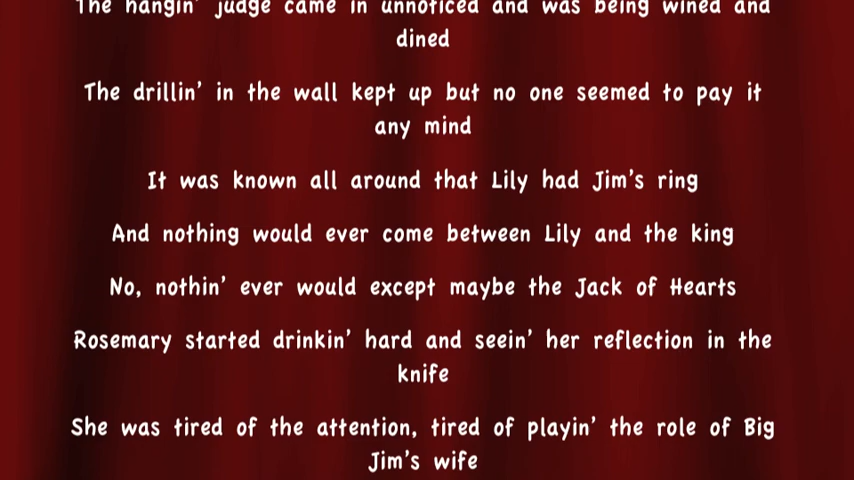 The hangin' judge came in unnoticed and was being wined and
dined
The drillin' in the wall kept up but no one seemed to pay it
any mind
It was known all around that Lily had Jim's ring
And nothing would ever come between Lily and the king
No, nothin' ever would except maybe the Jack of Hearts
Rosemary started drinkin' hard and seein' her reflection in the
knife
She was tired of the attention, tired of playin' the role of Big
Jim's wife